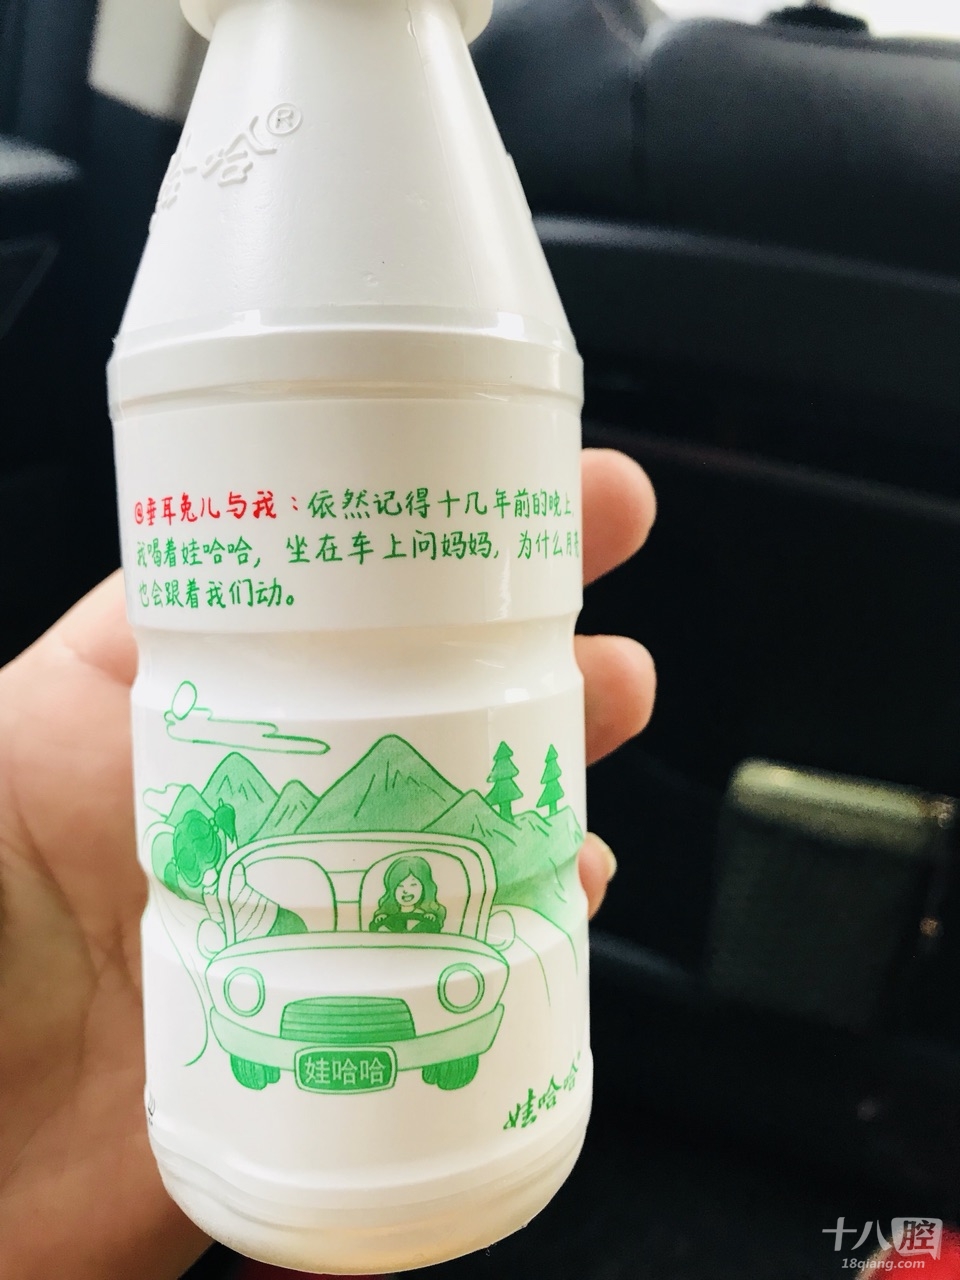 哈哈®
@垂耳兔儿与我：依然记得十几年前的晚上
我喝着娃哈哈，坐在车上问妈妈，为什么月
也会跟着我们动。
娃哈哈
娃哈哈
十八腔
18qiang.com